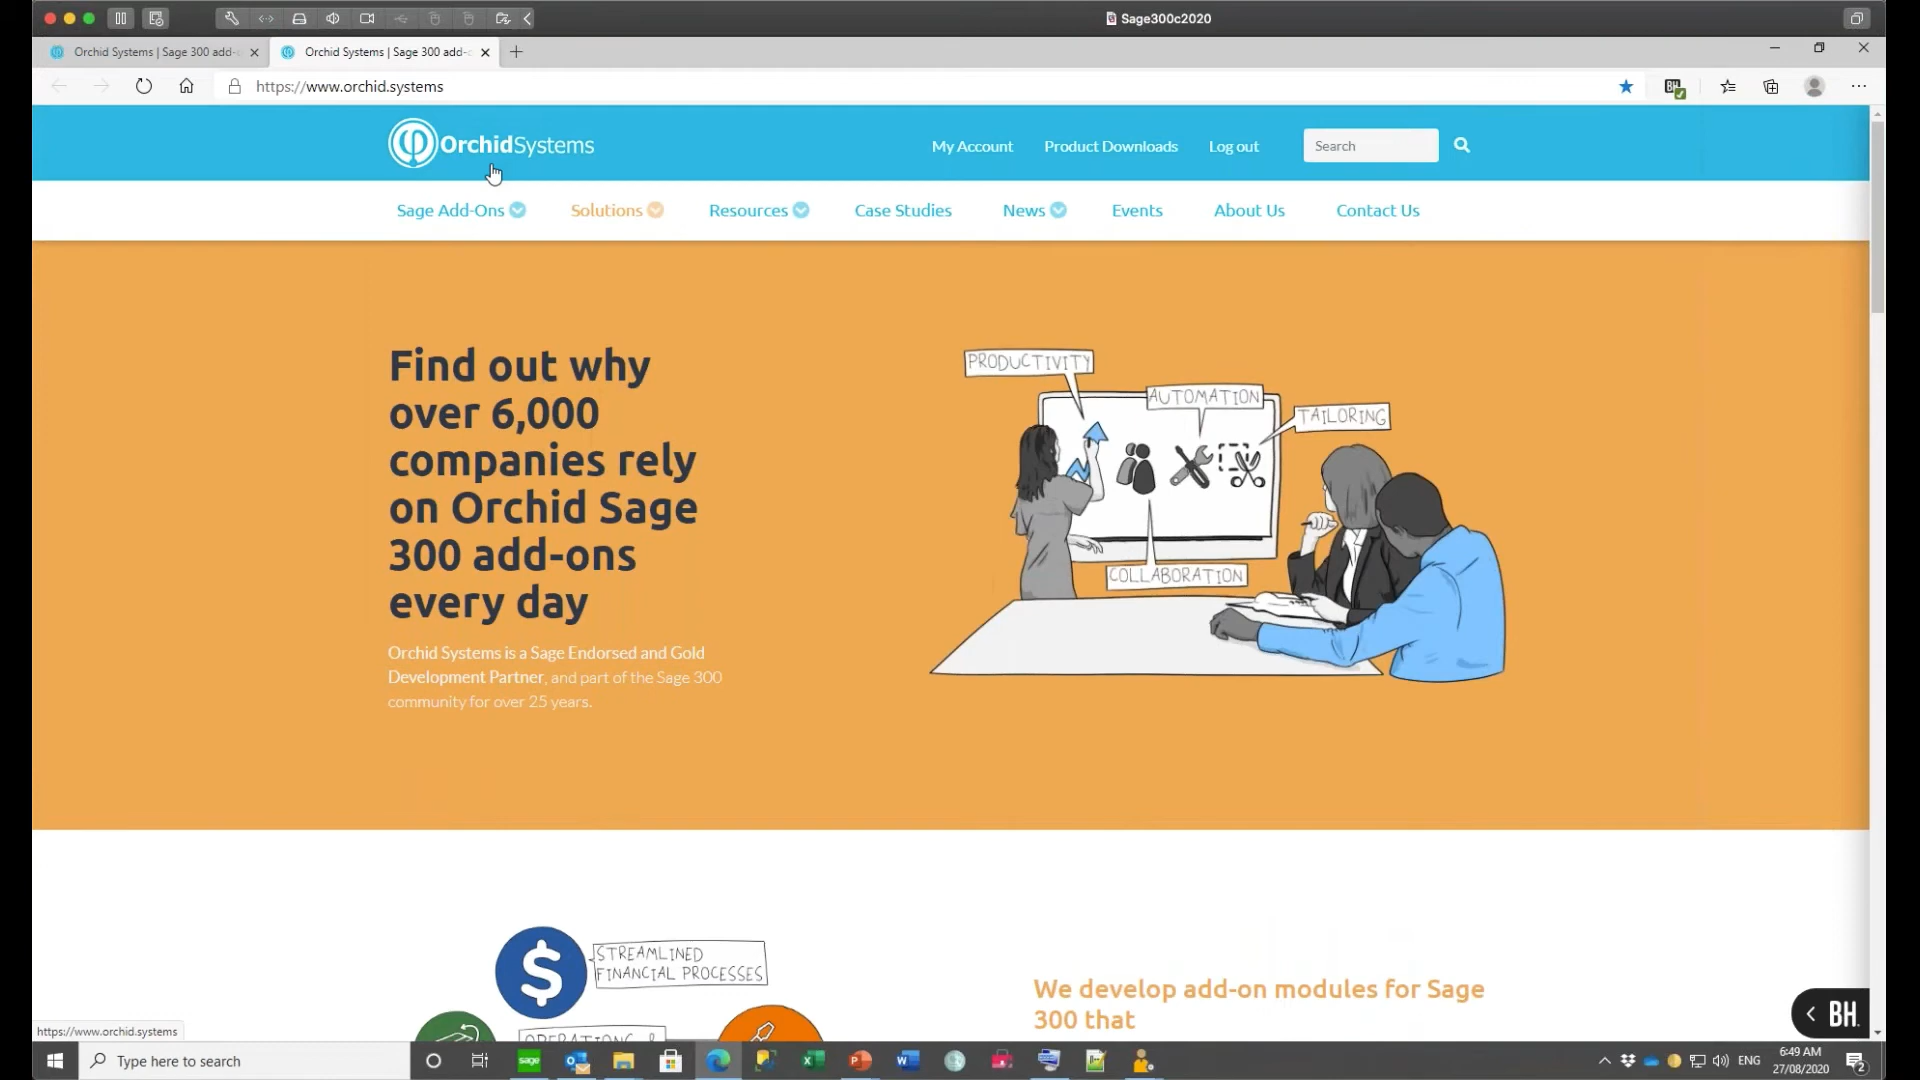 Sage300c2020
Orchid Systems | Sage 300 add-
Orchid Systems | Sage 300 add-
https://www.orchid.systems
OrchidSystems
My Account
Product Downloads
Log out
Search
Sage Add-Ons
Solutions
Resources
Case Studies
News
Events
About Us
Contact Us
Find out why
over 6,000
companies rely
on Orchid Sage
300 add-ons
every day
Orchid Systems is a Sage Endorsed and Gold
Development Partner, and part of the Sage 300
community for over 25 years.
PRODUCTIVITY
AUTOMATION
TAILORING
COLLABORATION
STREAMLINED
FINANCIAL PROCESSES
OPERATIONS &
We develop add-on modules for Sage
300 that
BH.
https://www.orchid.systems
Type here to search
sage
ENG
6:49 AM
27/08/2020
2